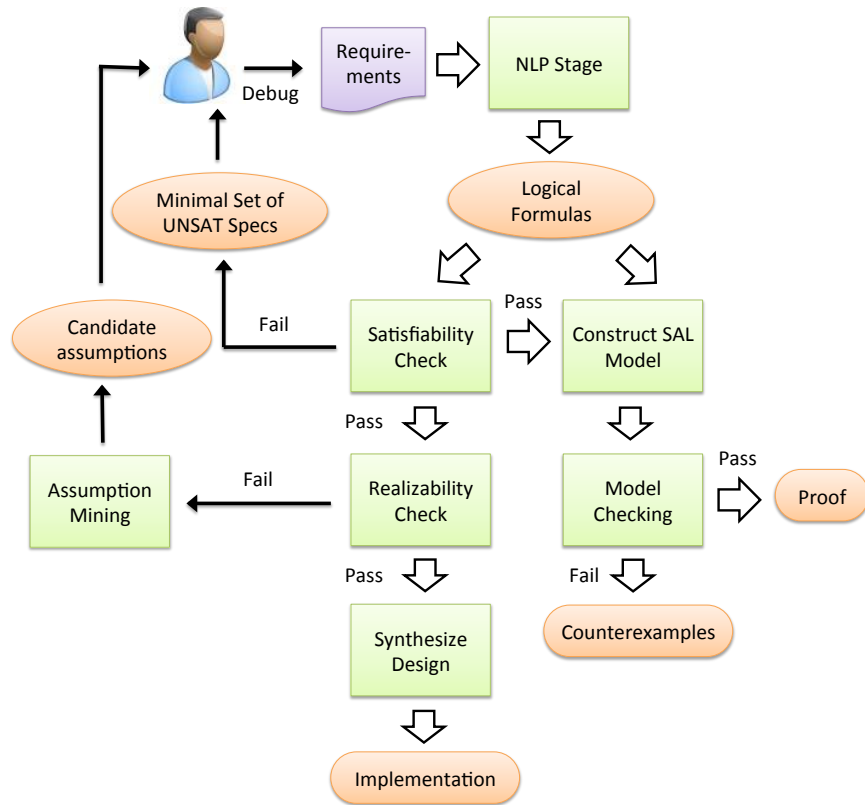 Require-
ments
NLP Stage
Debug
Logical
Formulas
Minimal Set of
UNSAT Specs
Pass
Candidate
assumptions
Fail
Satisfiability
Check
Construct SAL
Model
Pass
Pass
Assumption
Mining
Fail
Realizability
Check
Model
Checking
Proof
Pass
Fail
Synthesize
Design
Counterexamples
Implementation